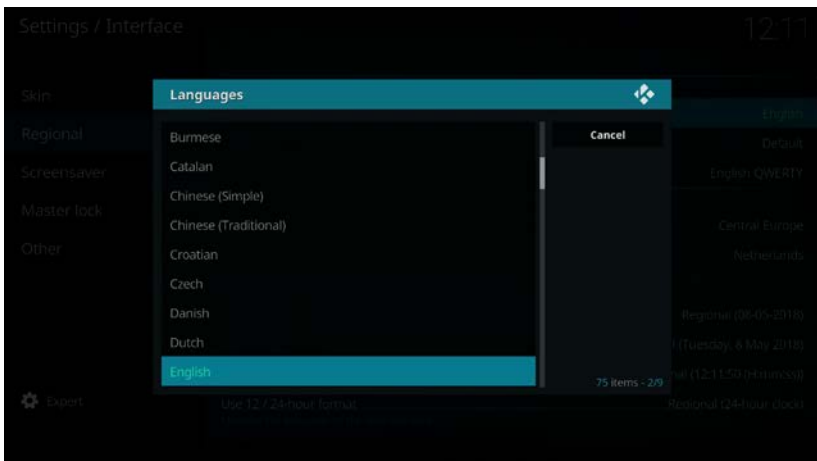 Settings / Interface
12:11
Skin
Regional
Screensaver
Master lock
Other
Expert
Languages
Burmese
Catalan
Chinese (Simple)
Chinese (Traditional)
Croatian
Czech
Danish
Dutch
English
Cancel
75 items - 2/9
English
Default
English QWERTY
Central Europe
Netherlands
Regional (08-05-2018)
(Tuesday, 8 May 2018)
(12:11:50 (H:mm:ss))
Use 12 / 24-hour format
Regional (24-hour clock)